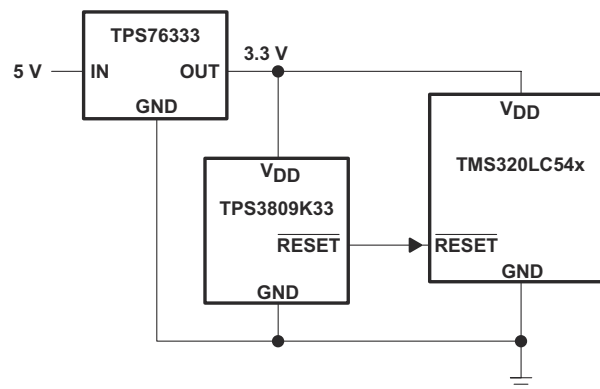 TPS76333
5 V
IN
OUT
GND
3.3 V
VDD
TPS3809K33
RESET
GND
VDD
TMS320LC54x
RESET
GND